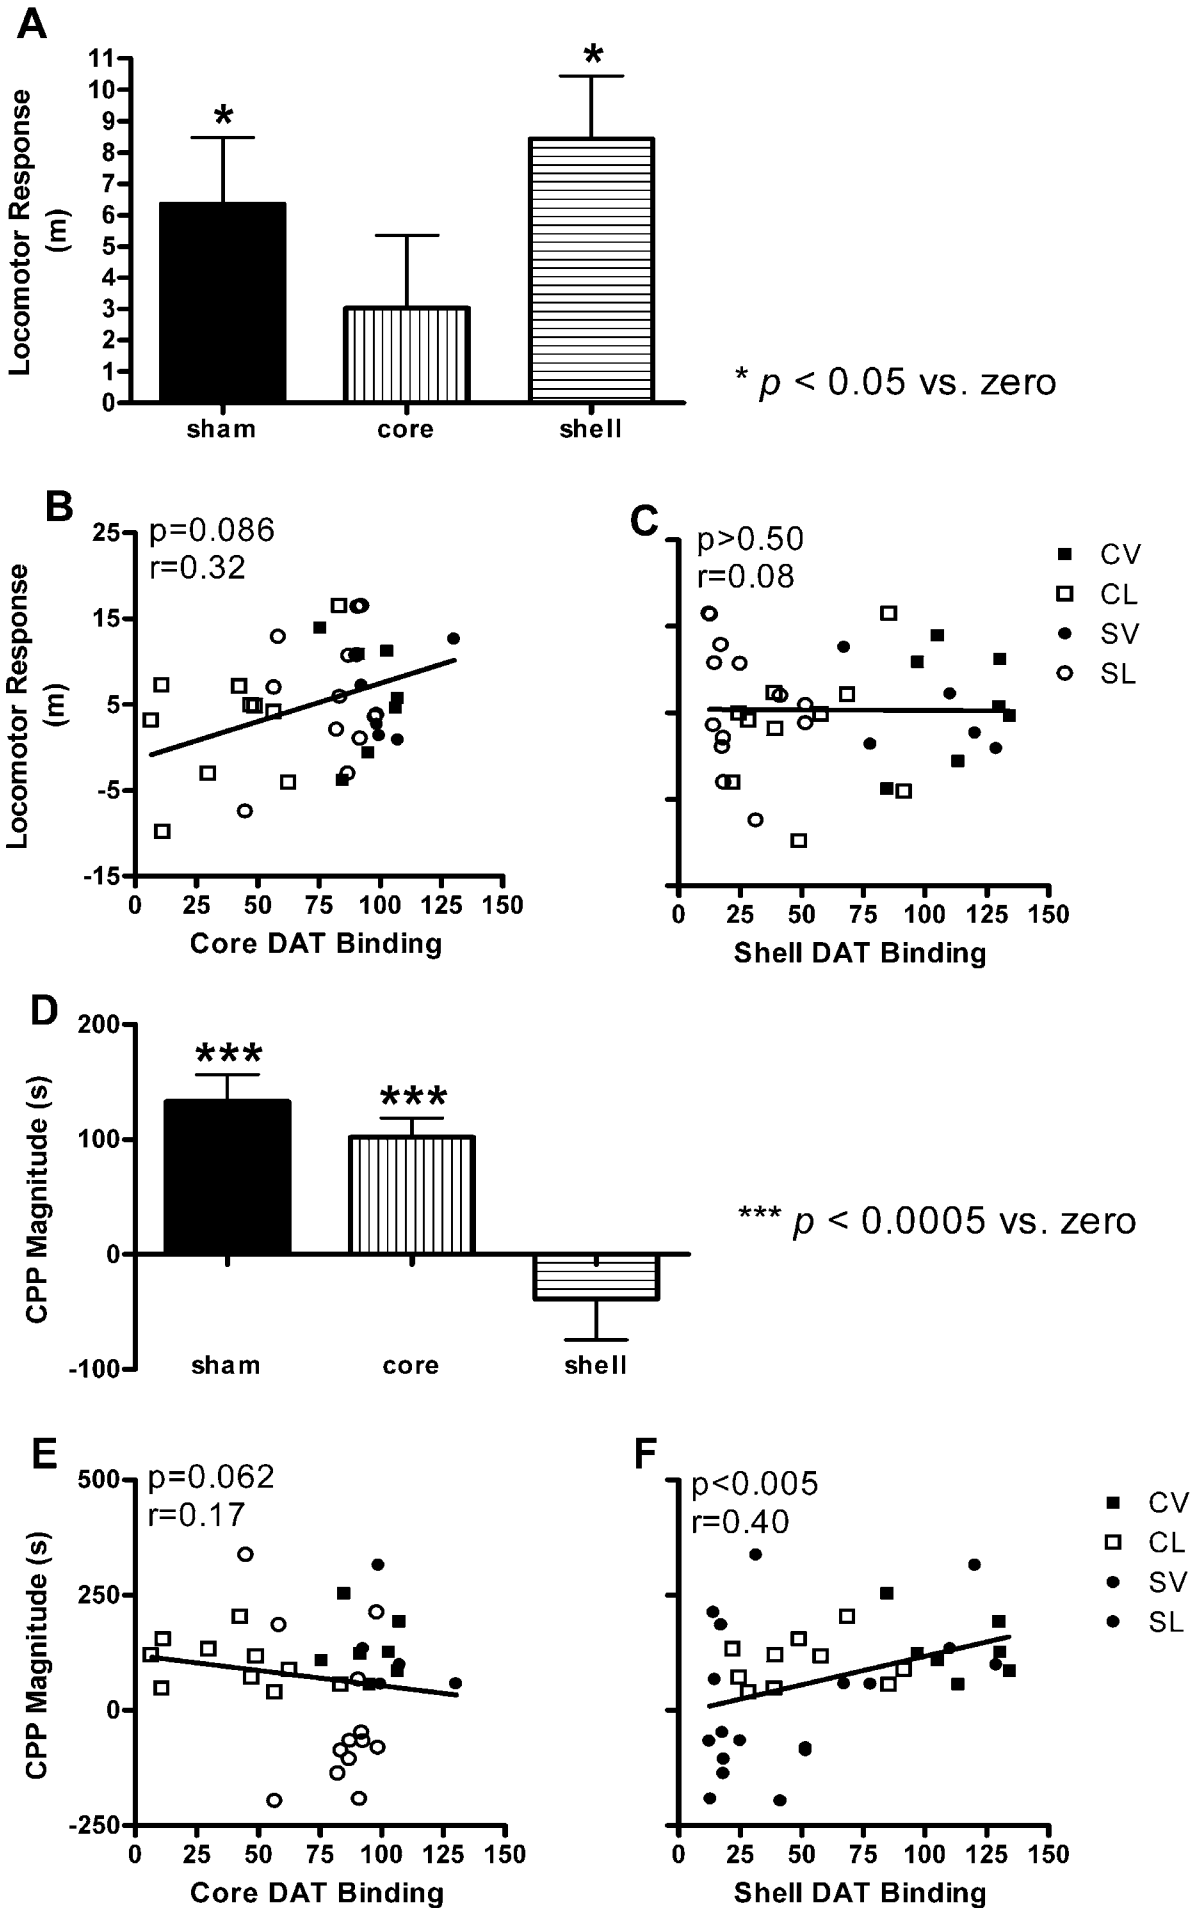 A
Locomotor Response
(m)
11
10
9
8
7
6
5
4
3
2
1
0
*
*
sham
core
shell
* p < 0.05 vs. zero
B
p=0.086
r=0.32
Locomotor Response
(m)
25
15
5
-5
-15
0 25 50 75 100 125 150
Core DAT Binding
C
p>0.50
r=0.08
CV
CL
SV
SL
0 25 50 75 100 125 150
Shell DAT Binding
D
CPP Magnitude (s)
200
100
0
-100
***
***
sham
core
shell
*** p < 0.0005 vs. zero
E
p=0.062
r=0.17
CPP Magnitude (s)
500
250
0
-250
0 25 50 75 100 125 150
Core DAT Binding
F
p<0.005
r=0.40
CV
CL
SV
SL
0 25 50 75 100 125 150
Shell DAT Binding